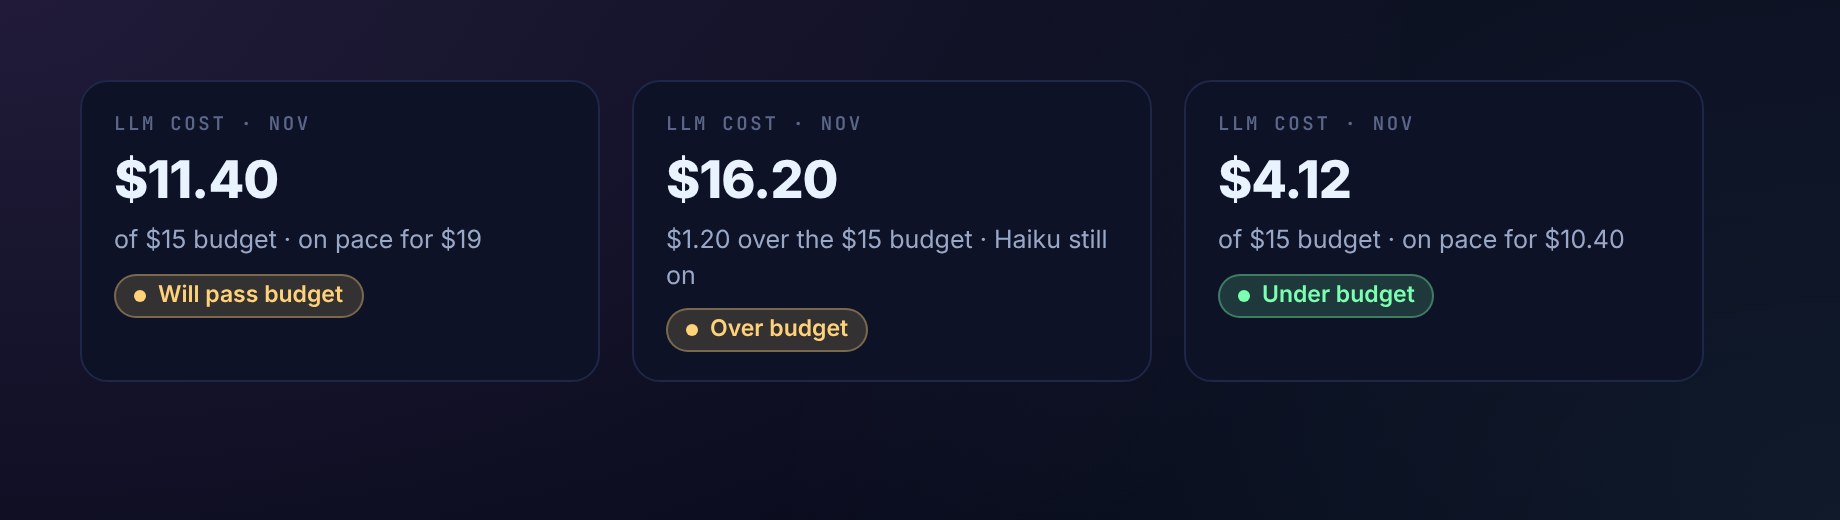 LLM COST · NOV
$11.40
of $15 budget · on pace for $19
Will pass budget
LLM COST · NOV
$16.20
$1.20 over the $15 budget · Haiku still
on
Over budget
LLM COST · NOV
$4.12
of $15 budget · on pace for $10.40
Under budget